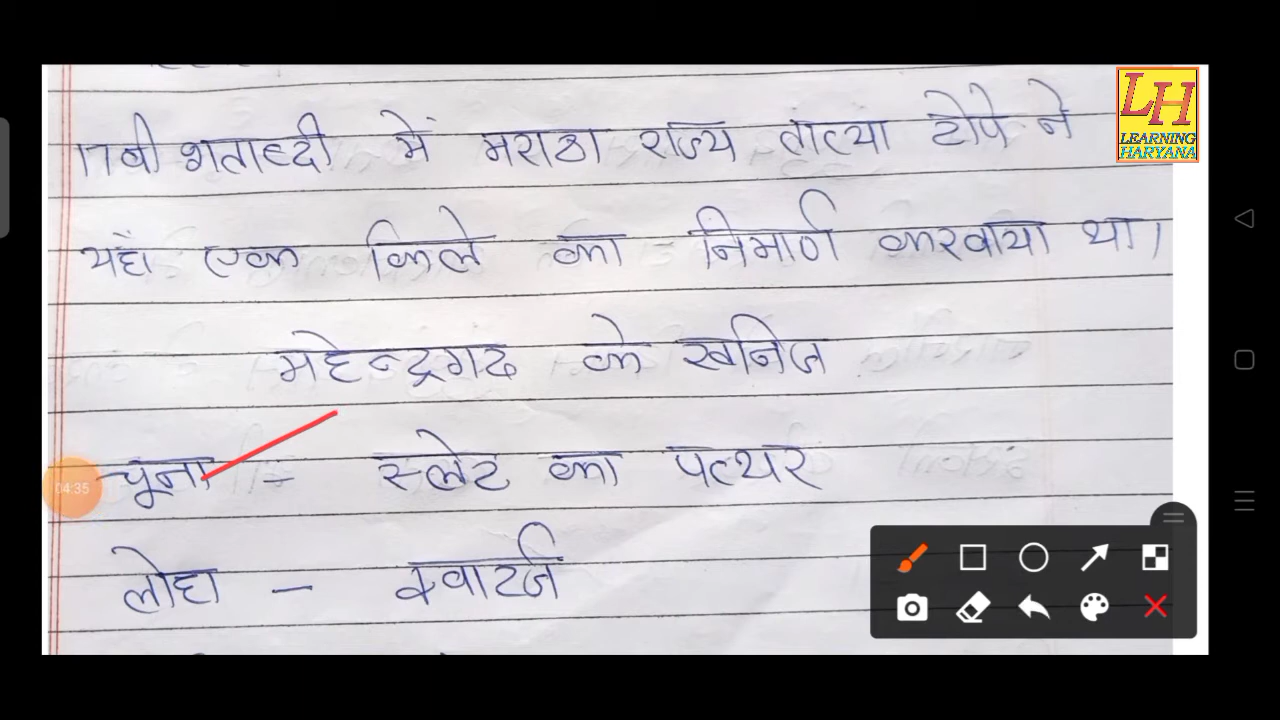 17वी शताब्दी में मराठा राज्य तात्या टोपे ने
यहाँ एक किले का निर्माण करवाया था।
महेन्द्रगढ के खनिज
चूना = स्लेट का पत्थर
लोहा – क्वार्टज
LH
LEARNING
HARYANA
04:35